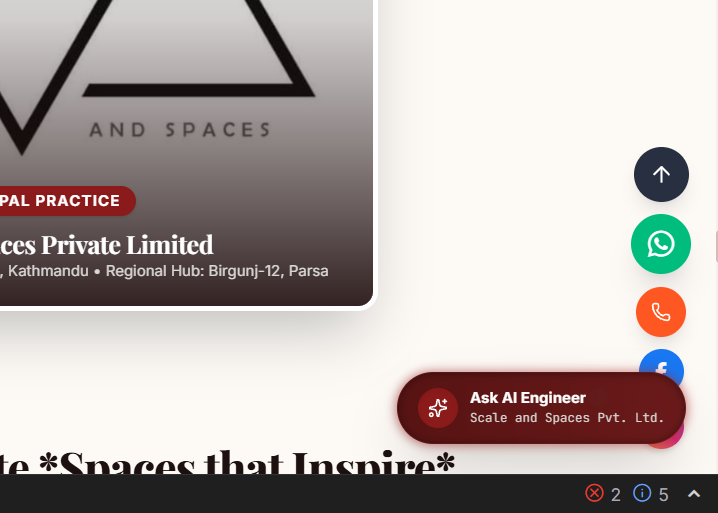 AND SPACES
PAL PRACTICE
ces Private Limited
, Kathmandu • Regional Hub: Birgunj-12, Parsa
Ask AI Engineer
Scale and Spaces Pvt. Ltd.
te *Spaces that Inspire*
2 5